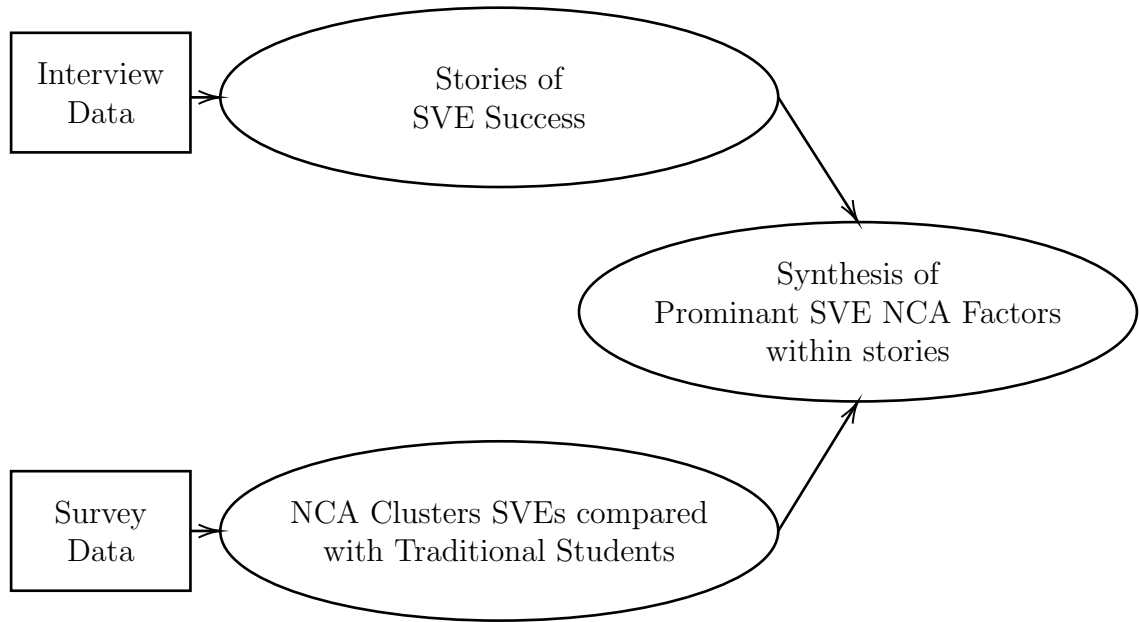 Interview
Data
Stories of
SVE Success
Synthesis of
Prominant SVE NCA Factors
within stories
Survey
Data
NCA Clusters SVEs compared
with Traditional Students